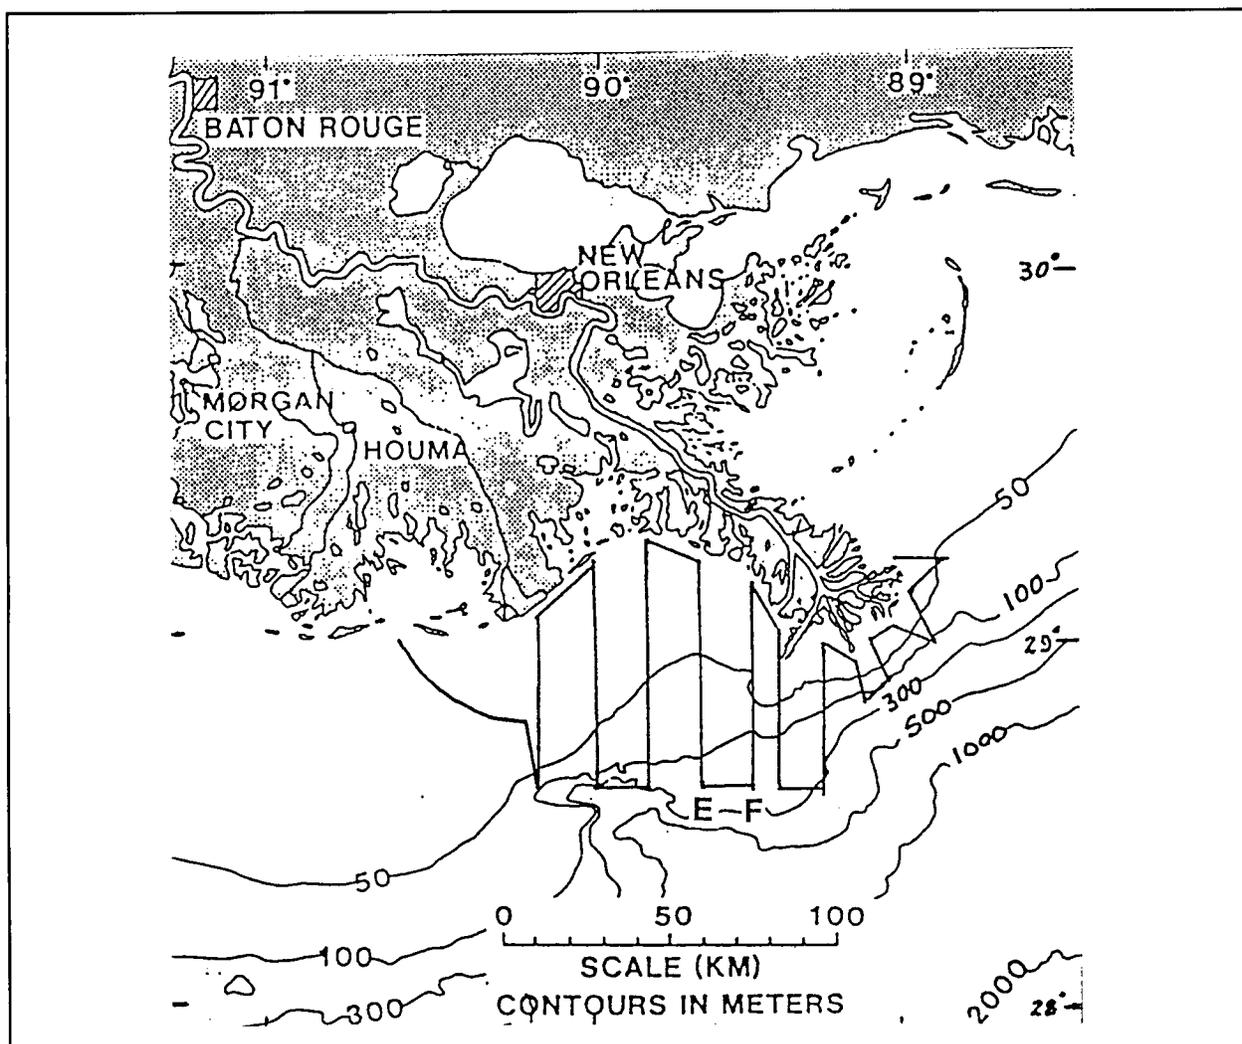 91°
90°
89°
BATON ROUGE
NEW
ORLEANS
30°
MORGAN
CITY
HOUMA
50
100
29°
300
500
1000
E-F
50
0 50 100
100
SCALE (KM)
2000
CONTOURS IN METERS
300
28°